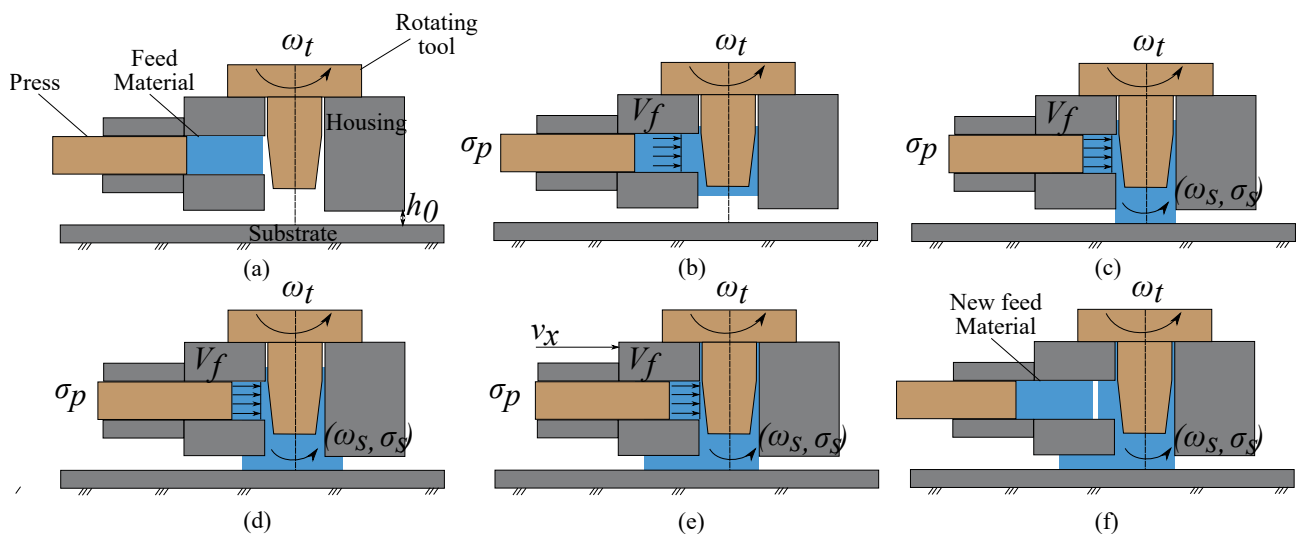 ωt
Rotating
tool
Feed
Material
Press
Housing
h0
Substrate
(a)
ωt
Vf
σp
(b)
ωt
Vf
σp
(ωs, σs)
(c)
ωt
Vf
σp
(ωs, σs)
(d)
ωt
vx
Vf
σp
(ωs, σs)
(e)
ωt
New feed
Material
(ωs, σs)
(f)